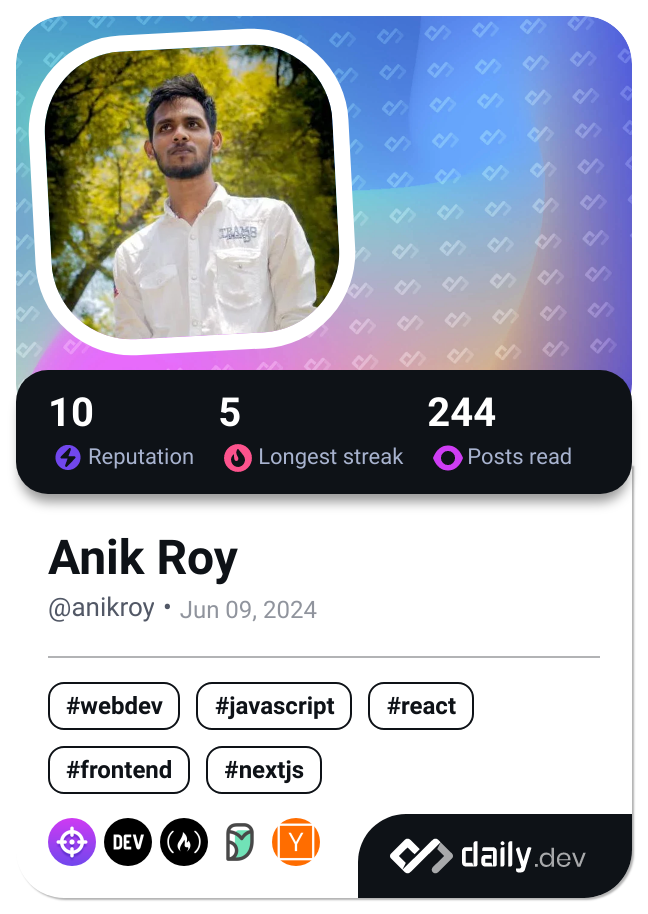 TEAMS
10 5 244
Reputation Longest streak Posts read
Anik Roy
@anikroy • Jun 09, 2024
#webdev #javascript #react
#frontend #nextjs
DEV Y daily.dev